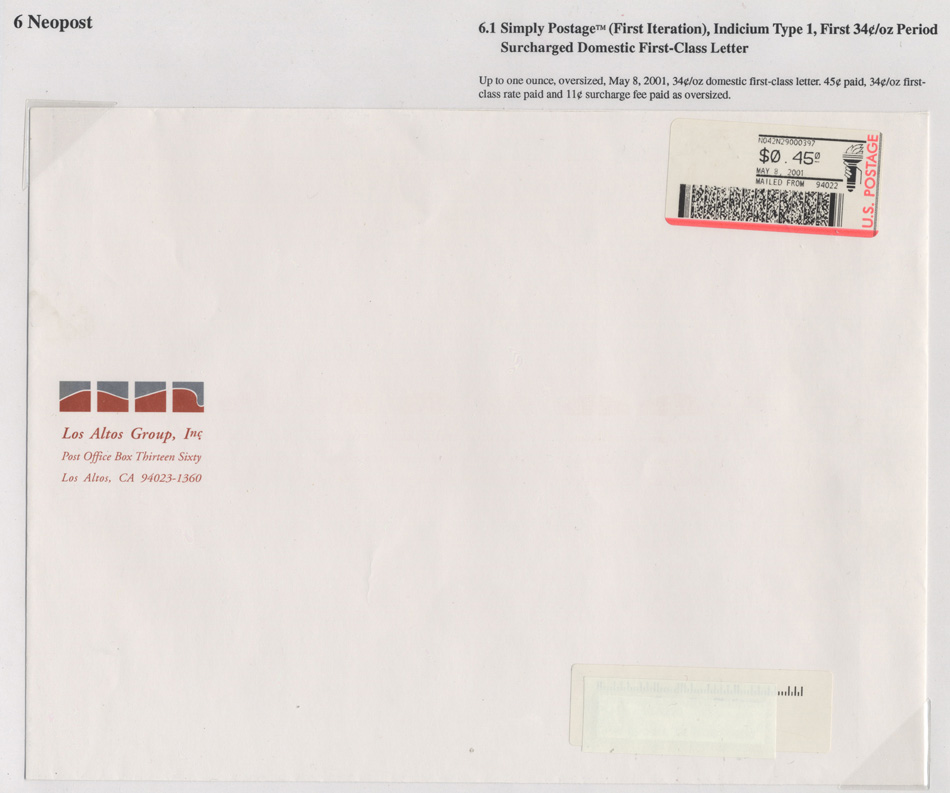 6 Neopost
6.1 Simply Postage™ (First Iteration), Indicium Type 1, First 34¢/oz Period
Surcharged Domestic First-Class Letter
Up to one ounce, oversized, May 8, 2001, 34¢/oz domestic first-class letter. 45¢ paid, 34¢/oz first-
class rate paid and 11¢ surcharge fee paid as oversized.
N042N29000397
$0.45⁰
MAY 8, 2001
MAILED FROM 94022
U.S. POSTAGE
Los Altos Group, Inc
Post Office Box Thirteen Sixty
Los Altos, CA 94023-1360